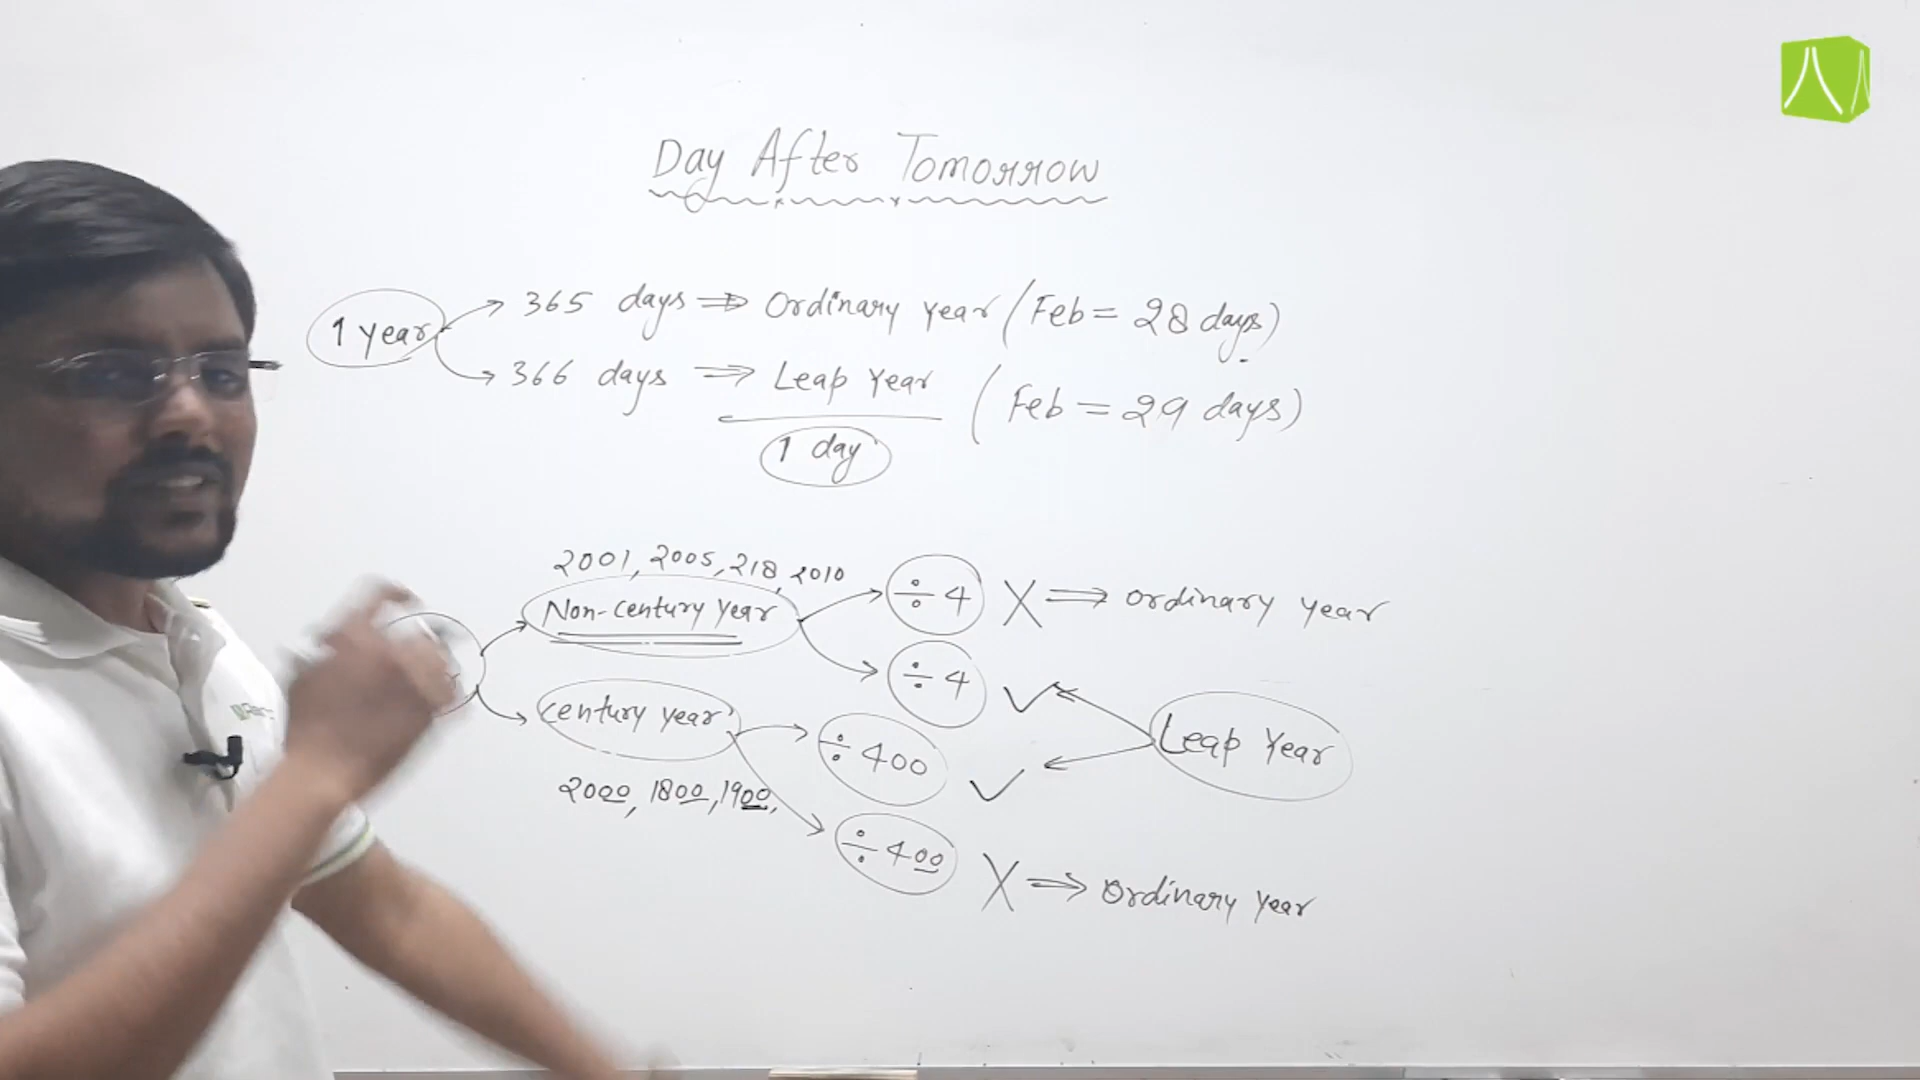 Day After Tomorrow
1 year
365 days ⇒ Ordinary year (Feb = 28 days)
366 days ⇒ Leap Year (Feb = 29 days)
1 day
2001, 2005, 218, 2010
Non-century Year
÷ 4 X ⇒ ordinary year
÷ 4 ✓
century year
÷ 400 ✓
Leap Year
2000, 1800, 1900,
÷ 400 X ⇒ Ordinary year